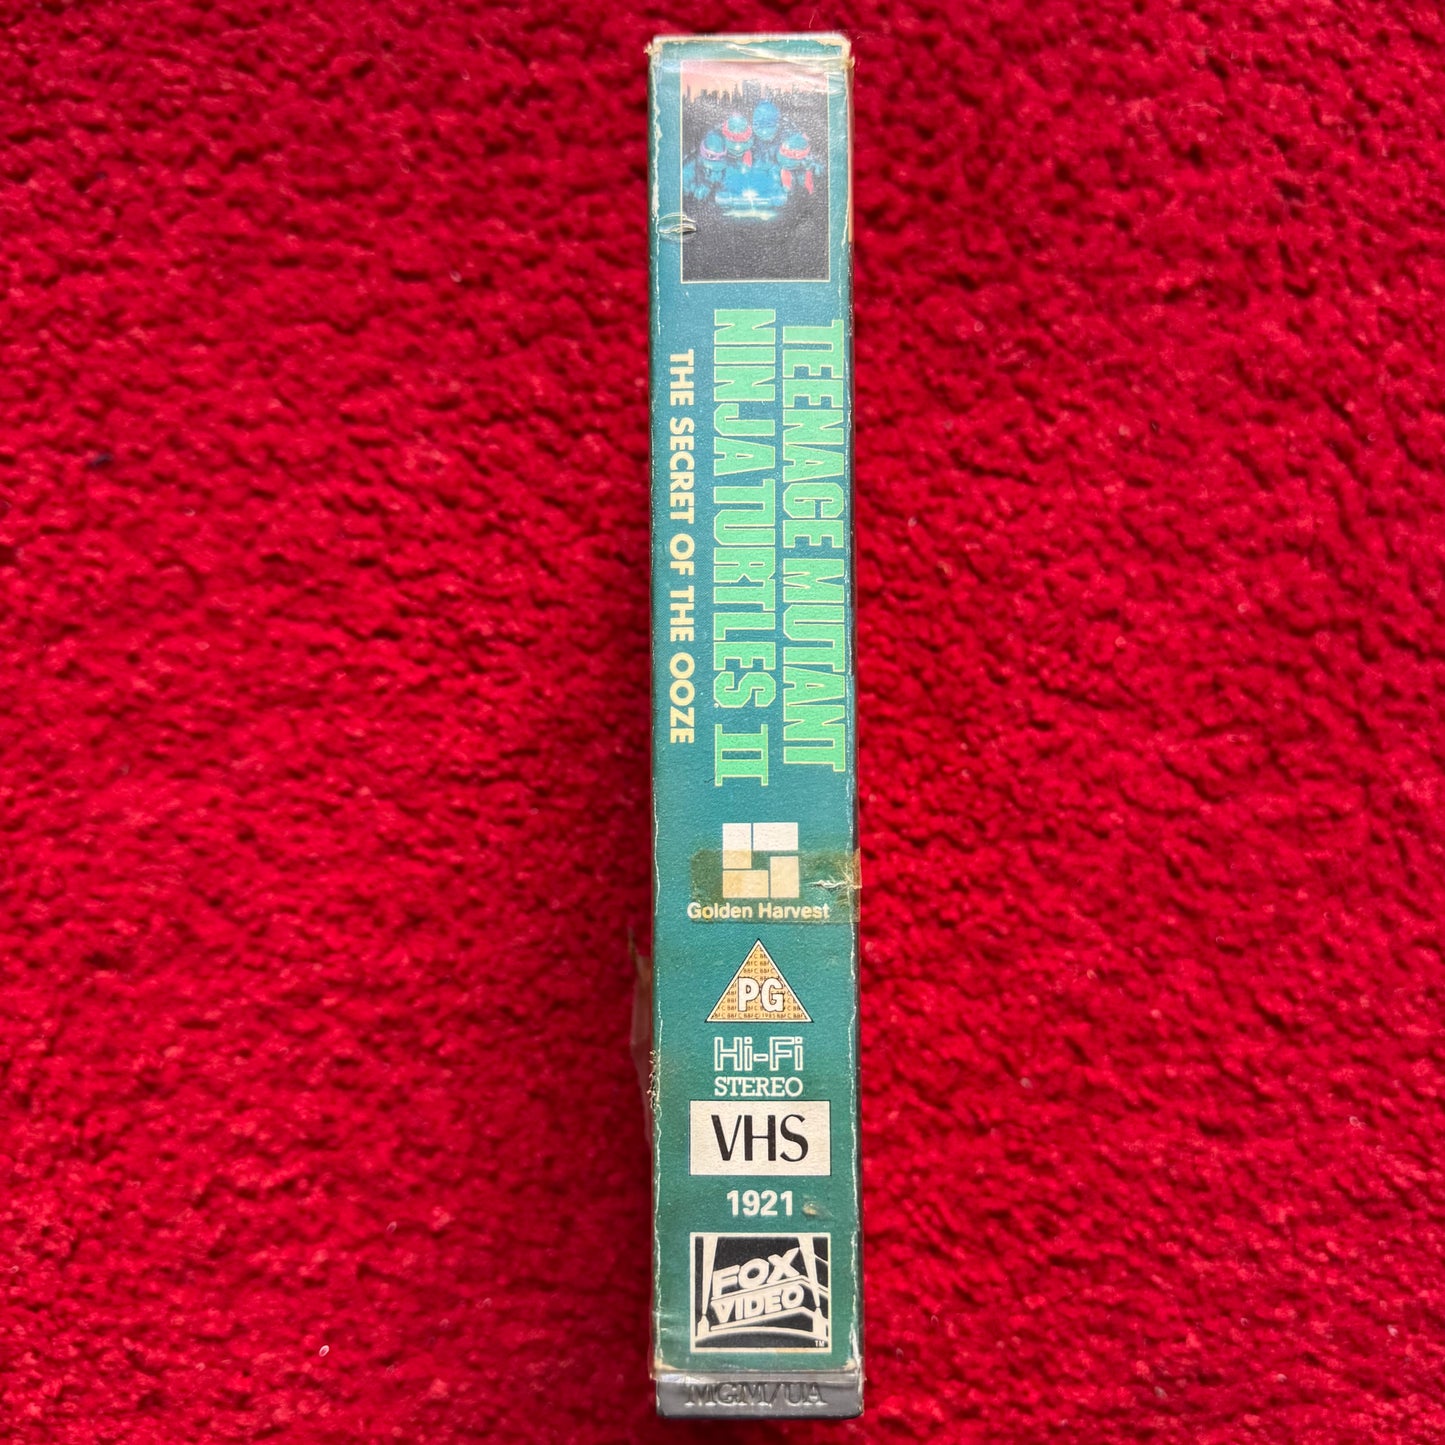 TEENAGE MUTANT
NINJA TURTLES II
THE SECRET OF THE OOZE
Golden Harvest
PG
Hi-Fi
STEREO
VHS
1921
FOX
VIDEO
TM
MGM/UA